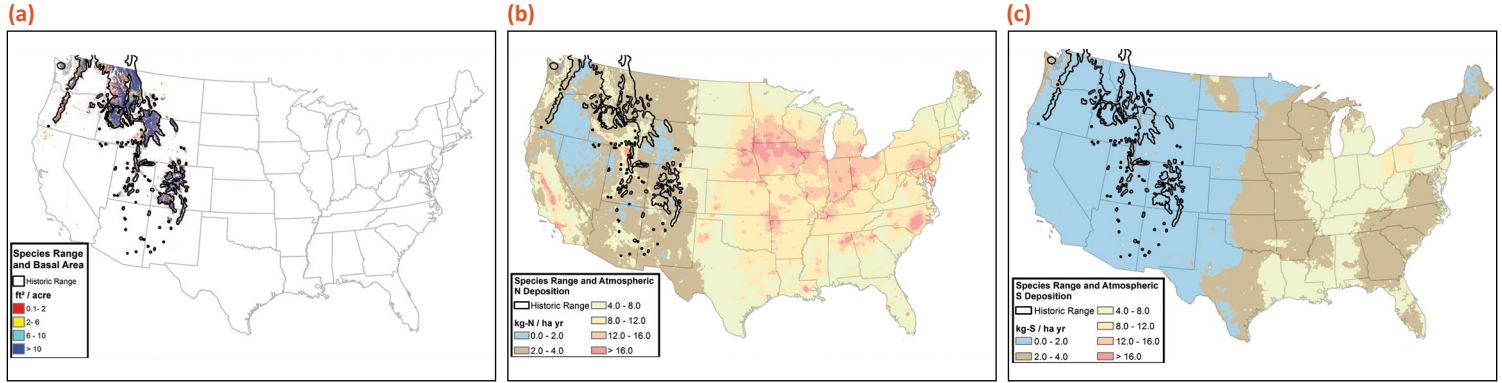 (a)
Species Range
and Basal Area
Historic Range
ft² / acre
0.1- 2
2- 6
6 - 10
> 10
(b)
Species Range and Atmospheric
N Deposition
Historic Range
kg-N / ha yr
0.0 - 2.0
2.0 - 4.0
4.0 - 8.0
8.0 - 12.0
12.0 - 16.0
> 16.0
(c)
Species Range and Atmospheric
S Deposition
Historic Range
kg-S / ha yr
0.0 - 2.0
2.0 - 4.0
4.0 - 8.0
8.0 - 12.0
12.0 - 16.0
> 16.0